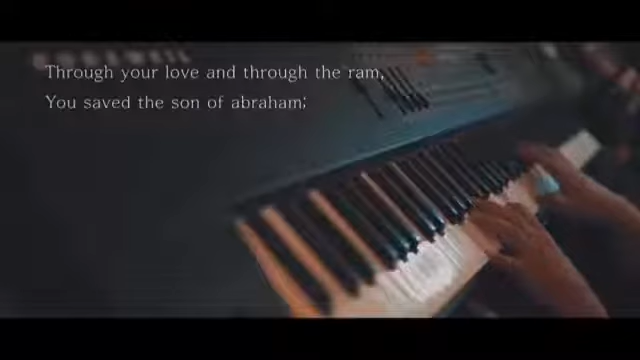 Through your love and through the ram,
You saved the son of abraham;